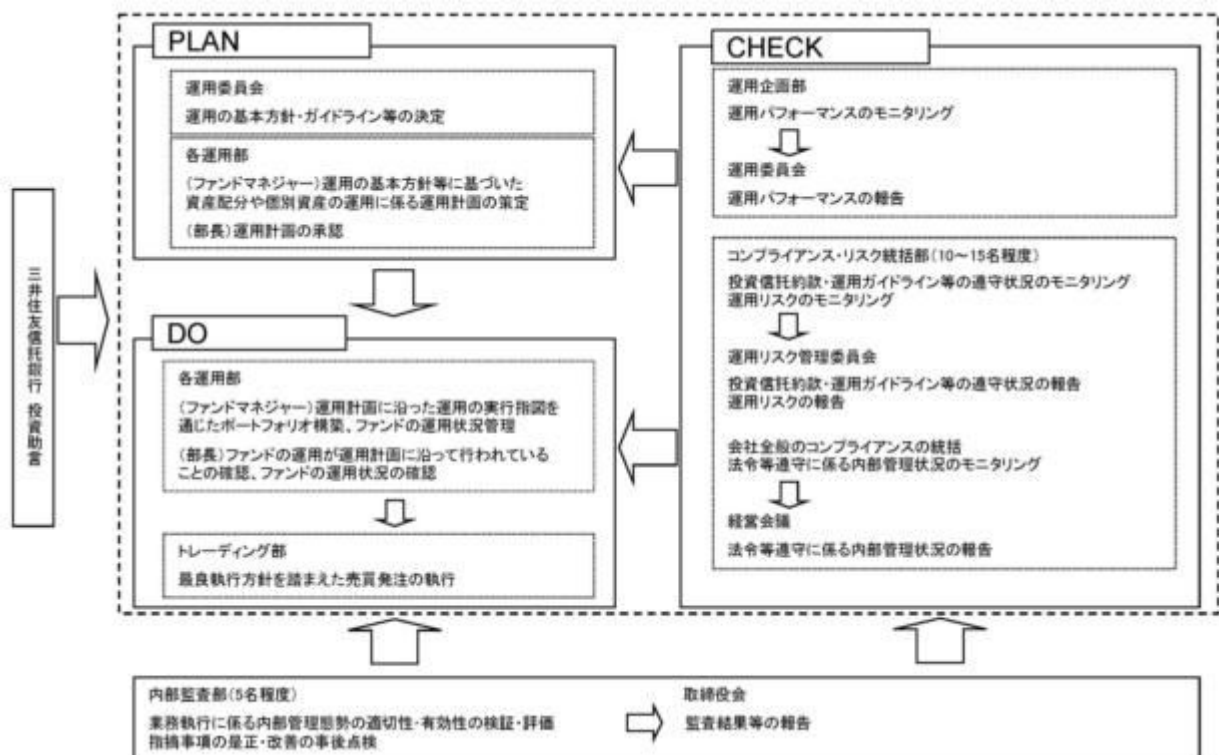 三井住友信託銀行 投資助言
PLAN
運用委員会
運用の基本方針・ガイドライン等の決定
各運用部
(ファンドマネジャー)運用の基本方針等に基づいた
資産配分や個別資産の運用に係る運用計画の策定
(部長)運用計画の承認
DO
各運用部
(ファンドマネジャー)運用計画に沿った運用の実行指図を
通じたポートフォリオ構築、ファンドの運用状況管理
(部長)ファンドの運用が運用計画に沿って行われている
ことの確認、ファンドの運用状況の確認
トレーディング部
最良執行方針を踏まえた売買発注の執行
CHECK
運用企画部
運用パフォーマンスのモニタリング
運用委員会
運用パフォーマンスの報告
コンプライアンス・リスク統括部(10～15名程度)
投資信託約款・運用ガイドライン等の遵守状況のモニタリング
運用リスクのモニタリング
運用リスク管理委員会
投資信託約款・運用ガイドライン等の遵守状況の報告
運用リスクの報告
会社全般のコンプライアンスの統括
法令等遵守に係る内部管理状況のモニタリング
経営会議
法令等遵守に係る内部管理状況の報告
内部監査部(5名程度)
業務執行に係る内部管理態勢の適切性・有効性の検証・評価
指摘事項の是正・改善の事後点検
取締役会
監査結果等の報告